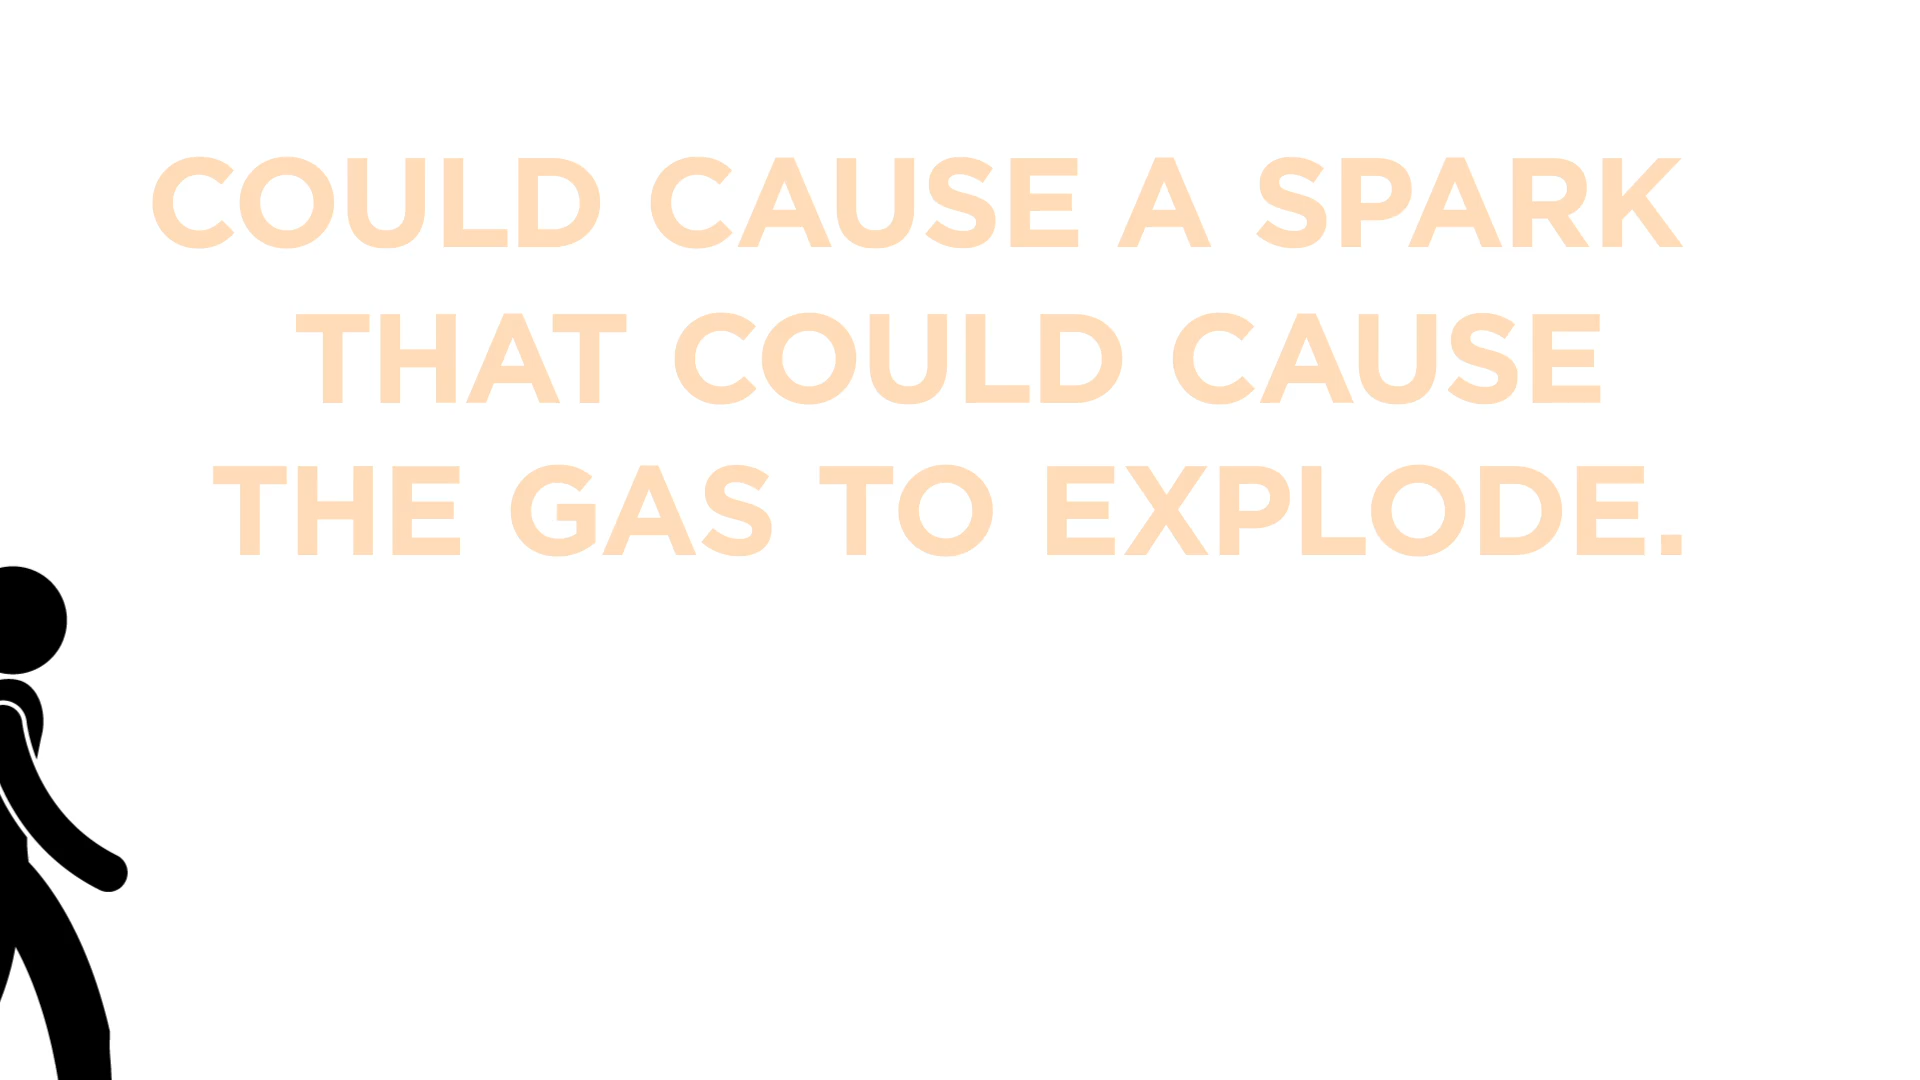 COULD CAUSE A SPARK
THAT COULD CAUSE
THE GAS TO EXPLODE.